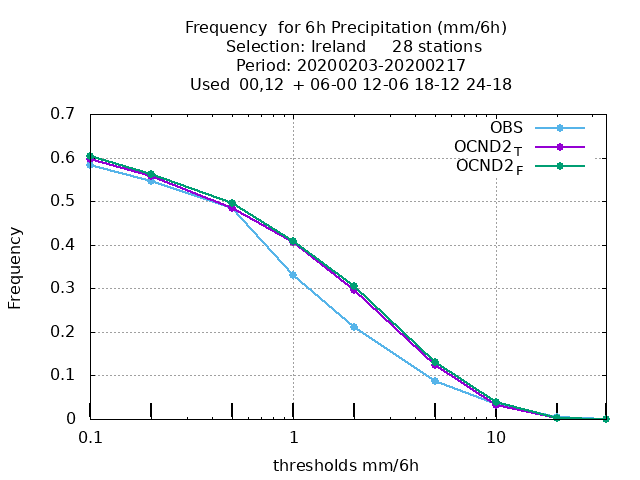 Frequency  for 6h Precipitation (mm/6h)
Selection: Ireland     28 stations
Period: 20200203-20200217
Used  00,12  + 06-00 12-06 18-12 24-18
OBS
OCND2T
OCND2F
0.7
0.6
0.5
0.4
0.3
0.2
0.1
0
Frequency
0.1
1
10
thresholds mm/6h